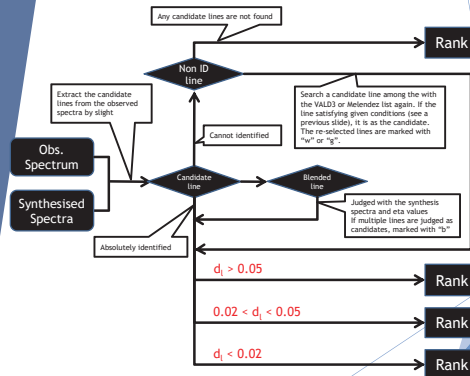 Any candidate lines are not found
Rank
Non ID
line
Extract the candidate
lines from the observed
spectra by slight
Search a candidate line among the with
the VALD3 or Melendez list again. If the
line satisfying given conditions (see a
previous slide), it is as the candidate.
The re-selected lines are marked with
"w" or "g".
Cannot identified
Obs.
Spectrum
Synthesised
Spectra
Candidate
line
Blended
line
Judged with the synthesis
spectra and eta values
If multiple lines are judged as
candidates, marked with "b"
Absolutely identified
d_l > 0.05
Rank
0.02 < d_l < 0.05
Rank
d_l < 0.02
Rank